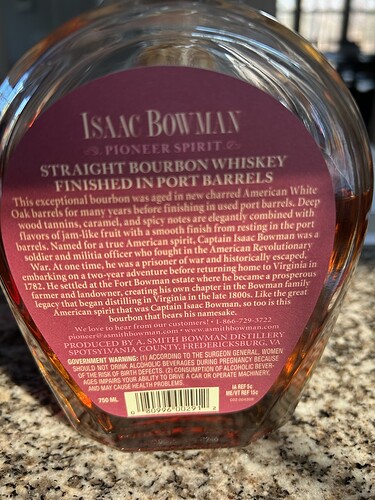 ISAAC BOWMAN
PIONEER SPIRIT
STRAIGHT BOURBON WHISKEY
FINISHED IN PORT BARRELS
This exceptional bourbon was aged in new charred American White
Oak barrels for many years before finishing in used port barrels. Deep
wood tannins, caramel, and spicy notes are elegantly combined with
flavors of jam-like fruit with a smooth finish from resting in the port
barrels. Named for a true American spirit, Captain Isaac Bowman was a
soldier and militia officer who fought in the American Revolutionary
War. At one time, he was a prisoner of war and historically escaped,
embarking on a two-year adventure before returning home to Virginia in
1782. He settled at the Fort Bowman estate where he became a prosperous
farmer and landowner, creating his own chapter in the Bowman family
legacy that began distilling in Virginia in the late 1800s. Like the great
American spirit that was Captain Isaac Bowman, so too is this
bourbon that bears his namesake.
We love to hear from our customers! • 1-866-729-3722
pioneer@asmithbowman.com • www.asmithbowman.com
PRODUCED BY A. SMITH BOWMAN DISTILLERY
SPOTSYLVANIA COUNTY, FREDERICKSBURG, VA
GOVERNMENT WARNING: (1) ACCORDING TO THE SURGEON GENERAL, WOMEN
SHOULD NOT DRINK ALCOHOLIC BEVERAGES DURING PREGNANCY BECAUSE
OF THE RISK OF BIRTH DEFECTS. (2) CONSUMPTION OF ALCOHOLIC BEVER-
AGES IMPAIRS YOUR ABILITY TO DRIVE A CAR OR OPERATE MACHINERY,
AND MAY CAUSE HEALTH PROBLEMS.
750 ML
IA REF 5¢
ME/VT REF 15¢
0 80996 00291 2